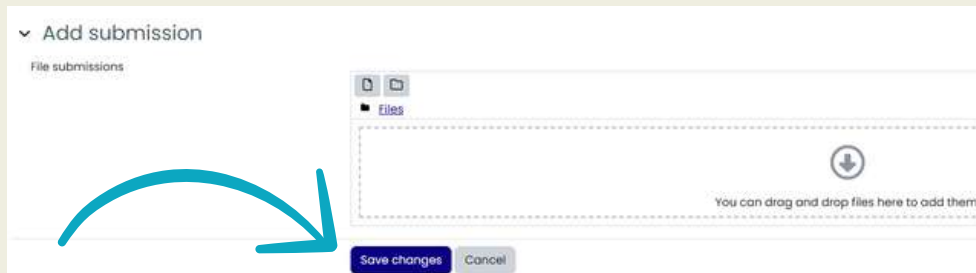 Add submission
File submissions
Files
You can drag and drop files here to add them
Save changes
Cancel